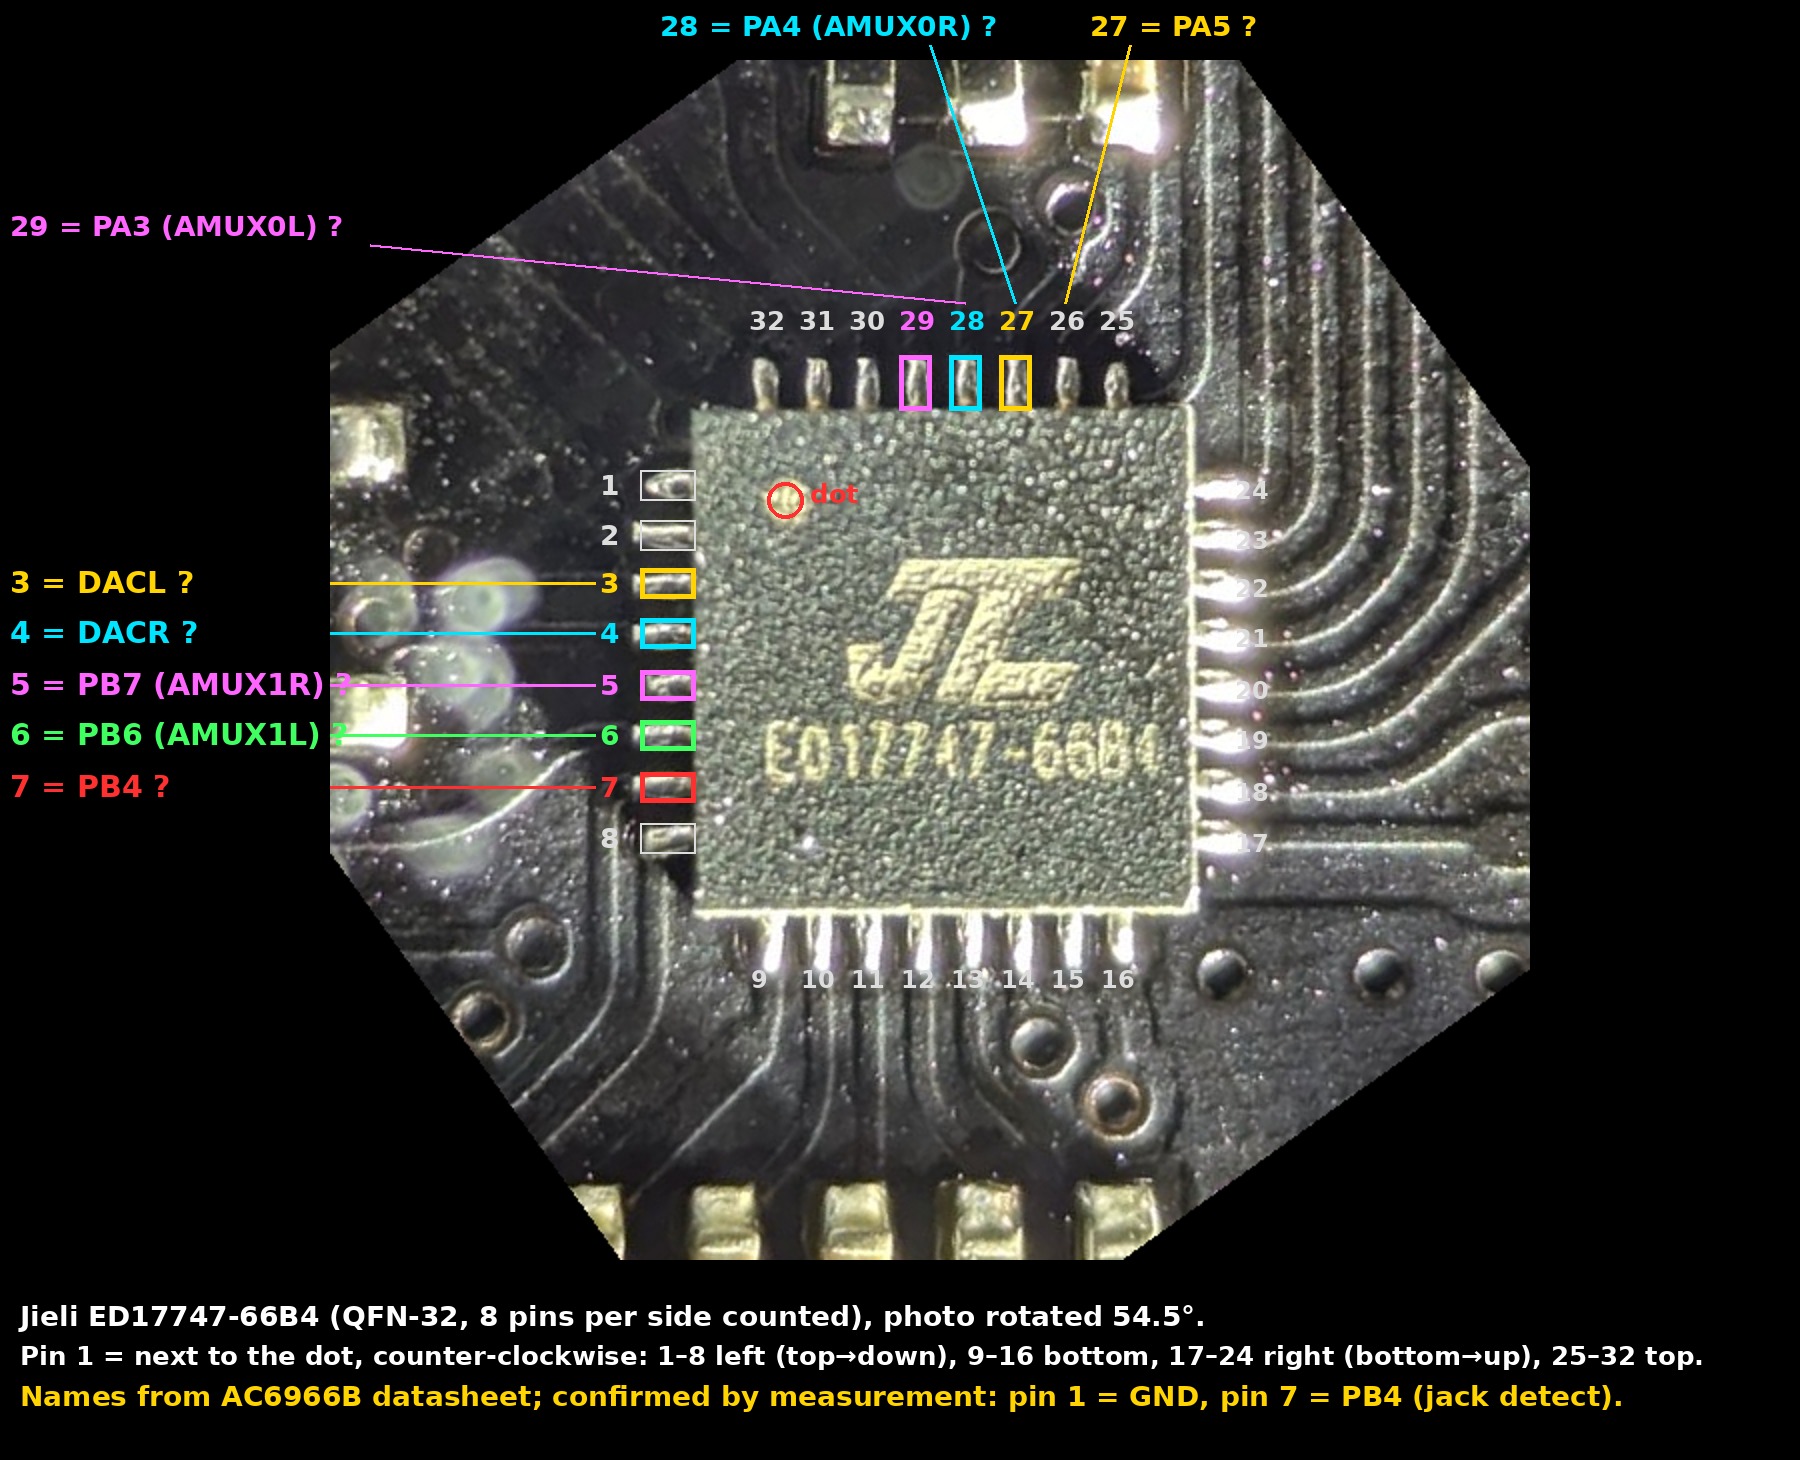 28 = PA4 (AMUX0R) ?
27 = PA5 ?
29 = PA3 (AMUX0L) ?
32 31 30 29 28 27 26 25
1
dot
24
2
23
3 = DACL ?
3
22
4 = DACR ?
4
21
5 = PB7 (AMUX1R) ?
5
20
6 = PB6 (AMUX1L) ?
6
19
ED17747-66B4
7 = PB4 ?
7
18
8
17
9 10 11 12 13 14 15 16
Jieli ED17747-66B4 (QFN-32, 8 pins per side counted), photo rotated 54.5°.
Pin 1 = next to the dot, counter-clockwise: 1–8 left (top→down), 9–16 bottom, 17–24 right (bottom→up), 25–32 top.
Names from AC6966B datasheet; confirmed by measurement: pin 1 = GND, pin 7 = PB4 (jack detect).